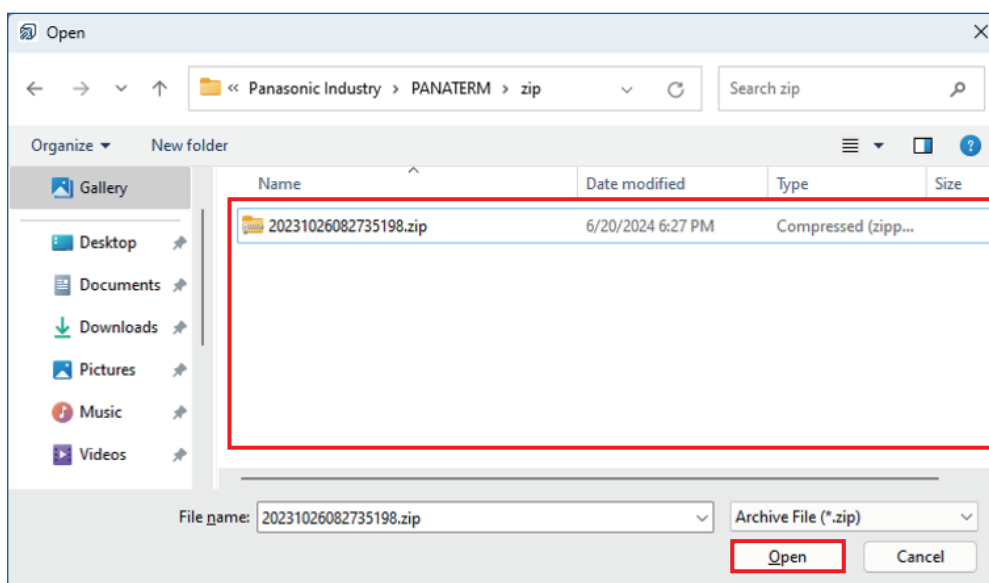 Open
« Panasonic Industry > PANATERM > zip
Search zip
Organize
New folder
Name
Date modified
Type
Size
Gallery
20231026082735198.zip
6/20/2024 6:27 PM
Compressed (zipp...
Desktop
Documents
Downloads
Pictures
Music
Videos
File name:
20231026082735198.zip
Archive File (*.zip)
Open
Cancel